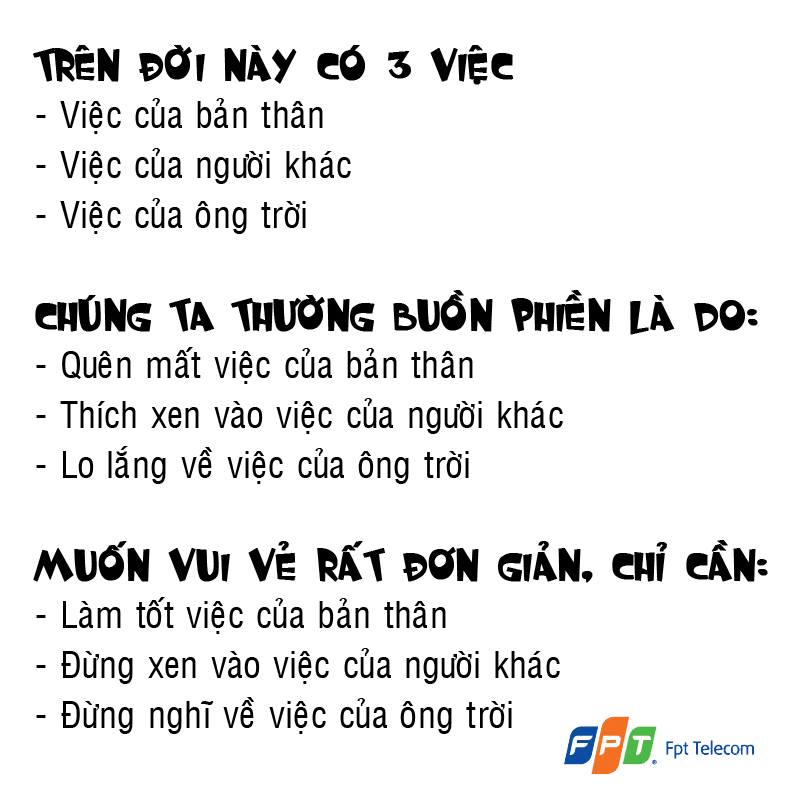 TRÊN ĐỜI NÀY CÓ 3 VIỆC
- Việc của bản thân
- Việc của người khác
- Việc của ông trời
CHÚNG TA THƯỜNG BUỒN PHIỀN LÀ DO:
- Quên mất việc của bản thân
- Thích xen vào việc của người khác
- Lo lắng về việc của ông trời
MUỐN VUI VẺ RẤT ĐƠN GIẢN, CHỈ CẦN:
- Làm tốt việc của bản thân
- Đừng xen vào việc của người khác
- Đừng nghĩ về việc của ông trời
FPT® Fpt Telecom